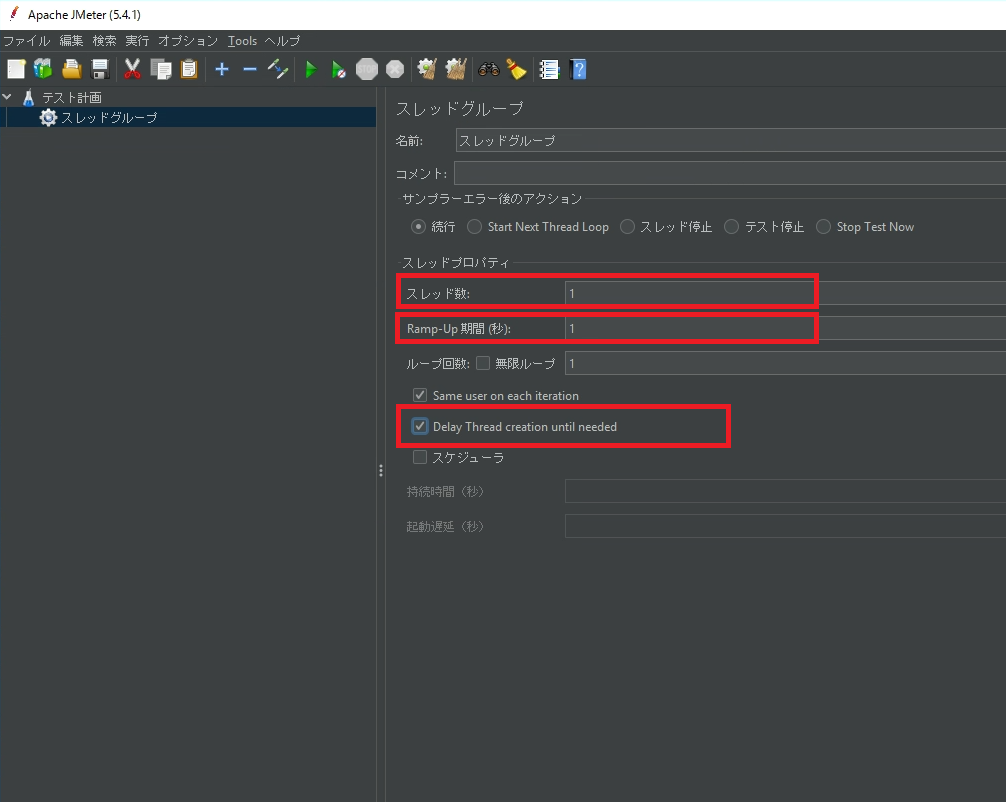 Apache JMeter (5.4.1)
ファイル 編集 検索 実行 オプション Tools ヘルプ
テスト計画
スレッドグループ
スレッドグループ
名前: スレッドグループ
コメント:
サンプラーエラー後のアクション
続行 Start Next Thread Loop スレッド停止 テスト停止 Stop Test Now
スレッドプロパティ
スレッド数: 1
Ramp-Up 期間 (秒): 1
ループ回数: 無限ループ 1
Same user on each iteration
Delay Thread creation until needed
スケジューラ
持続時間（秒）
起動遅延（秒）